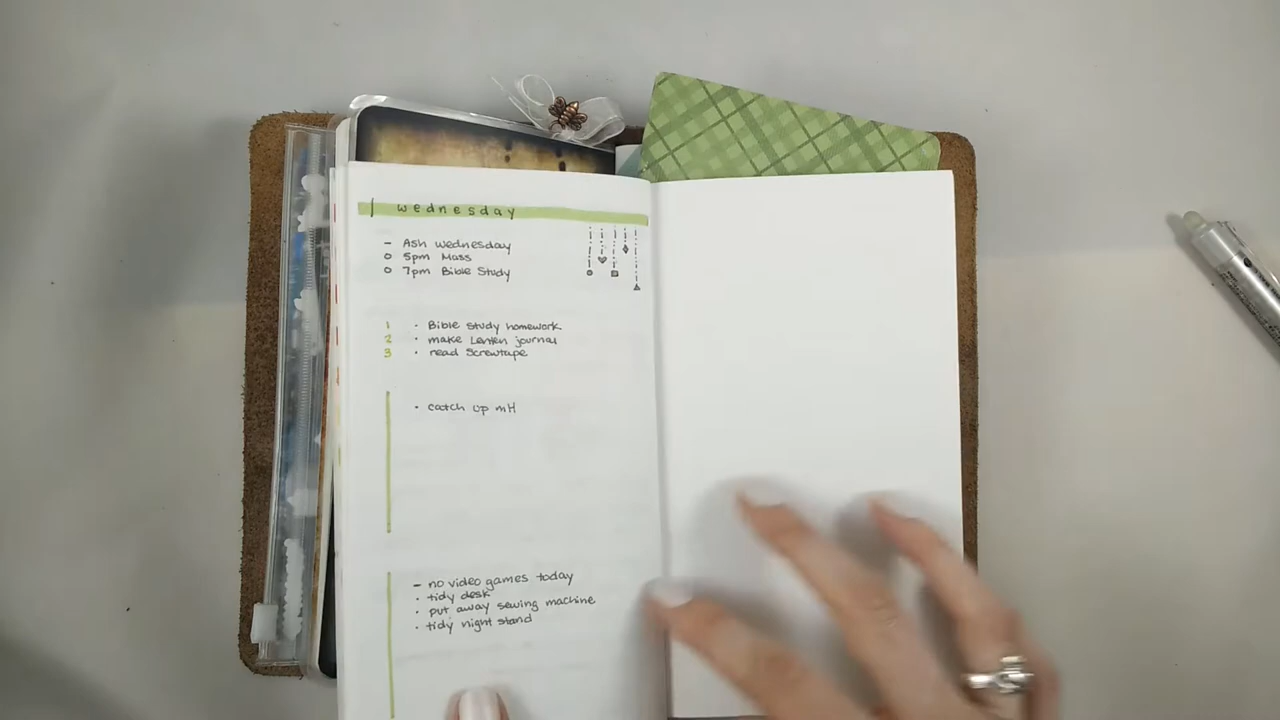 1 wednesday
- Ash Wednesday
o 5pm Mass
o 7pm Bible Study
1 · Bible study homework
2 · make Lenten journal
3 · read Screwtape
· catch up mH
- no video games today
· tidy desk
· put away sewing machine
· tidy night stand